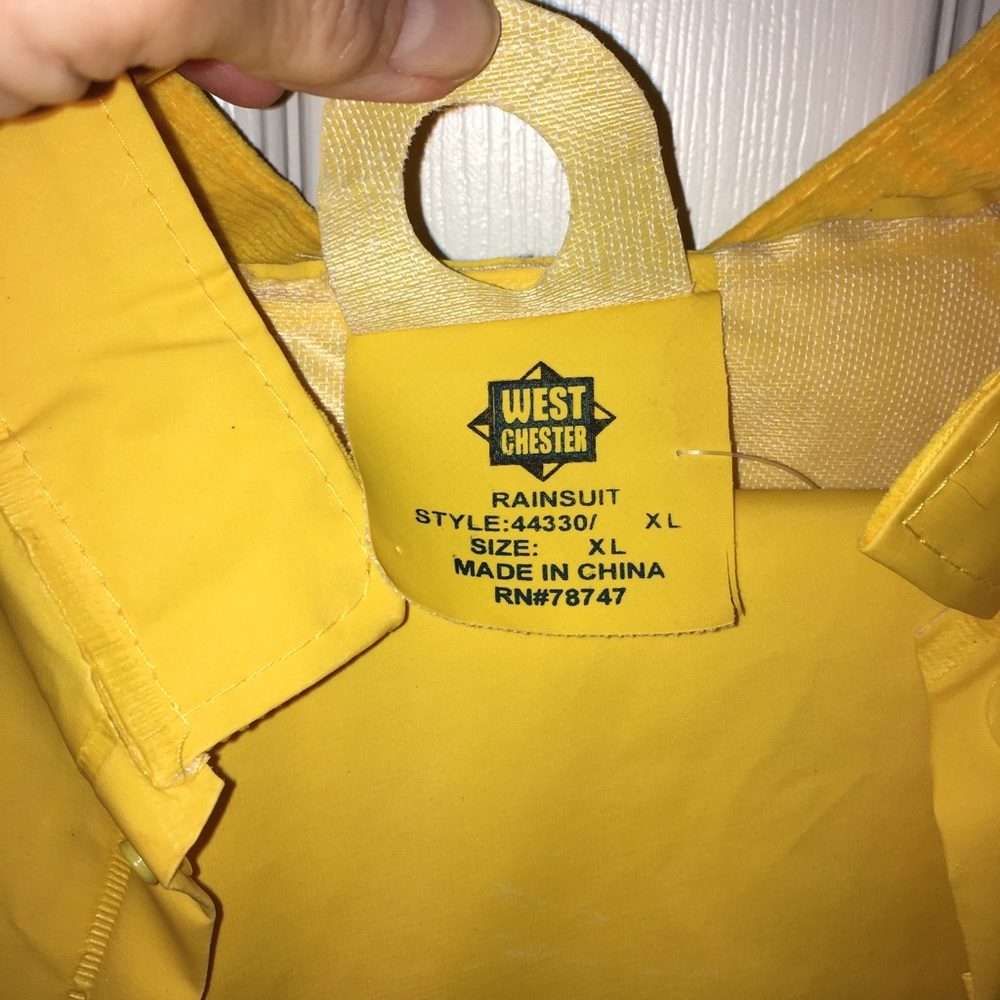 WEST
CHESTER
RAINSUIT
STYLE:44330/ XL
SIZE: XL
MADE IN CHINA
RN#78747